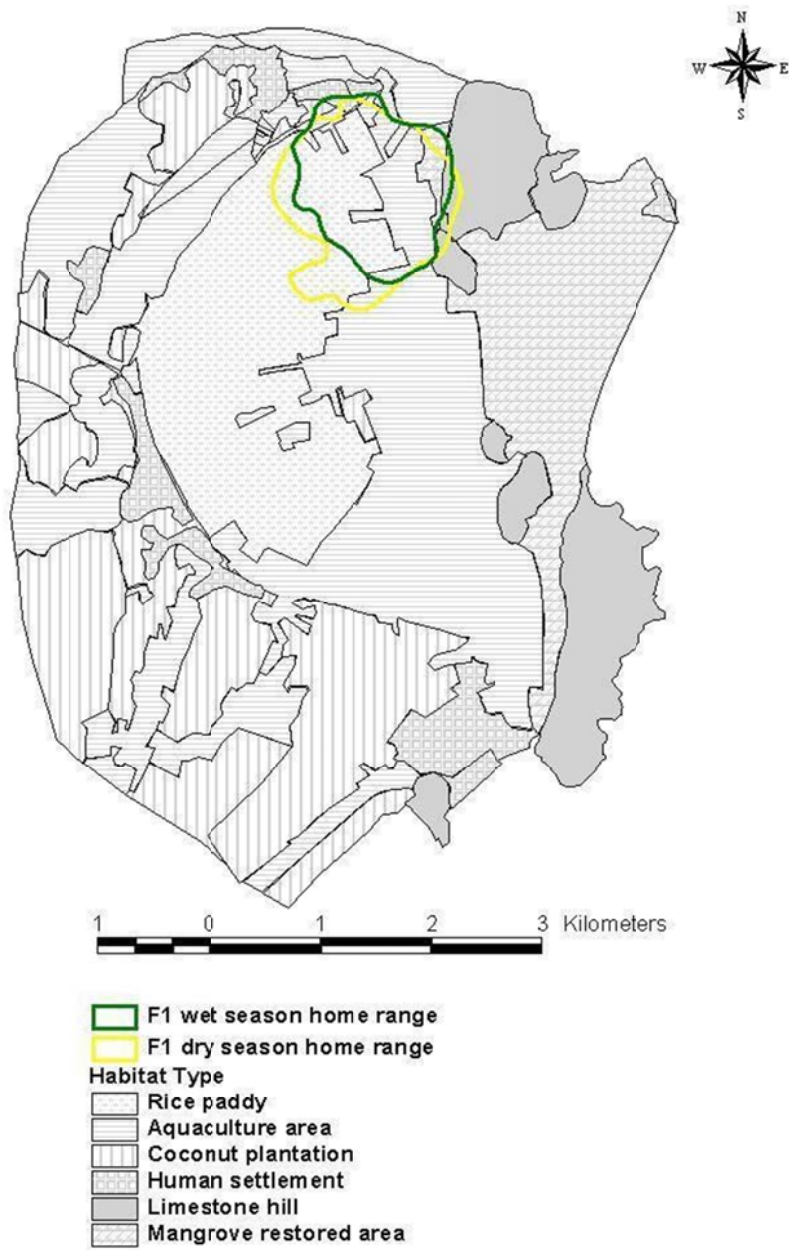 N
W E
S
1 0 1 2 3 Kilometers
F1 wet season home range
F1 dry season home range
Habitat Type
Rice paddy
Aquaculture area
Coconut plantation
Human settlement
Limestone hill
Mangrove restored area